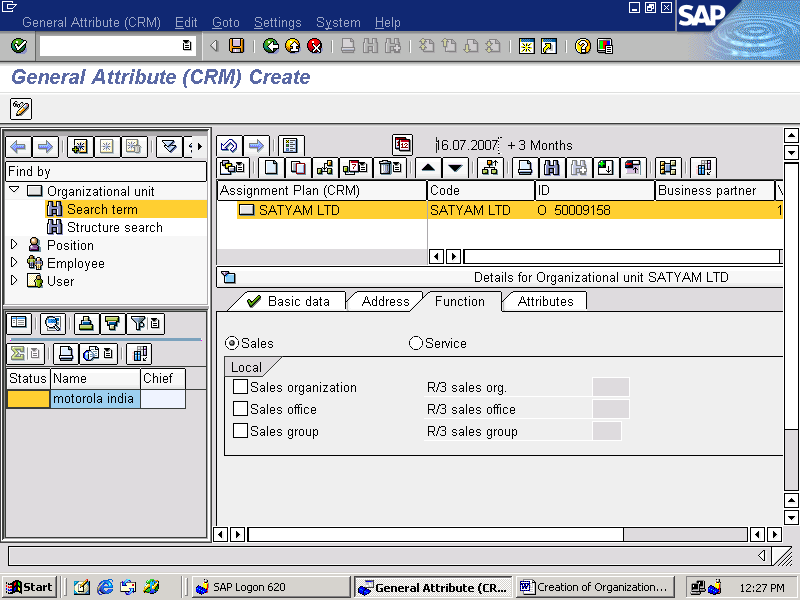 General Attribute (CRM) Edit Goto Settings System Help
SAP
General Attribute (CRM) Create
16.07.2007 + 3 Months
Find by
Organizational unit
Search term
Structure search
Position
Employee
User
Assignment Plan (CRM) Code ID Business partner V
SATYAM LTD SATYAM LTD O 50009158 1
Details for Organizational unit SATYAM LTD
Basic data Address Function Attributes
Sales Service
Local
Sales organization R/3 sales org.
Sales office R/3 sales office
Sales group R/3 sales group
Status Name Chief
motorola india
Start SAP Logon 620 General Attribute (CR... Creation of Organization... 12:27 PM